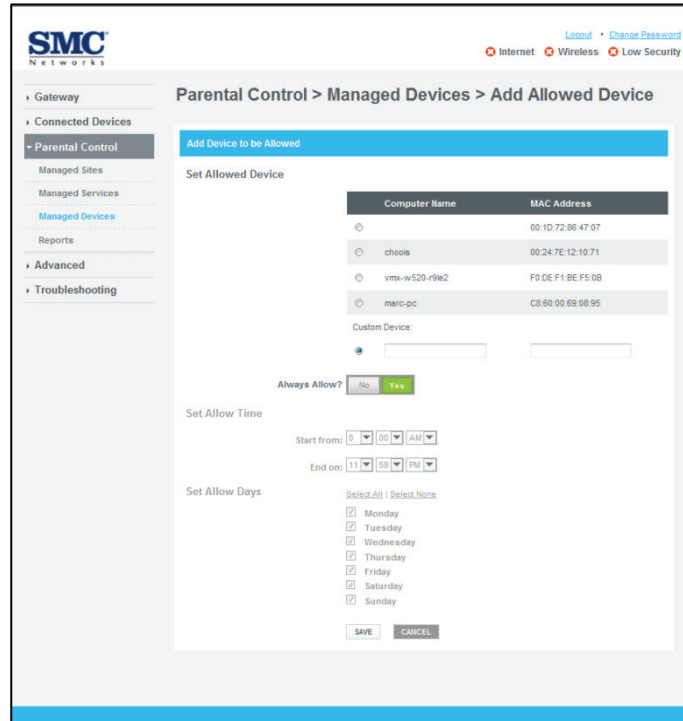 SMC
Networks
Logout • Change Password
Internet Wireless Low Security
Gateway
Connected Devices
Parental Control
Managed Sites
Managed Services
Managed Devices
Reports
Advanced
Troubleshooting
Parental Control > Managed Devices > Add Allowed Device
Add Device to be Allowed
Set Allowed Device
Computer Name MAC Address
00:1D:72:86:47:07
choois 00:24:7E:12:10:71
vmx-w520-r9le2 F0:DE:F1:BE:F5:0B
marc-pc C8:60:00:69:08:95
Custom Device:
Always Allow? No Yes
Set Allow Time
Start from: 0 00 AM
End on: 11 59 PM
Set Allow Days
Select All | Select None
Monday
Tuesday
Wednesday
Thursday
Friday
Saturday
Sunday
SAVE CANCEL